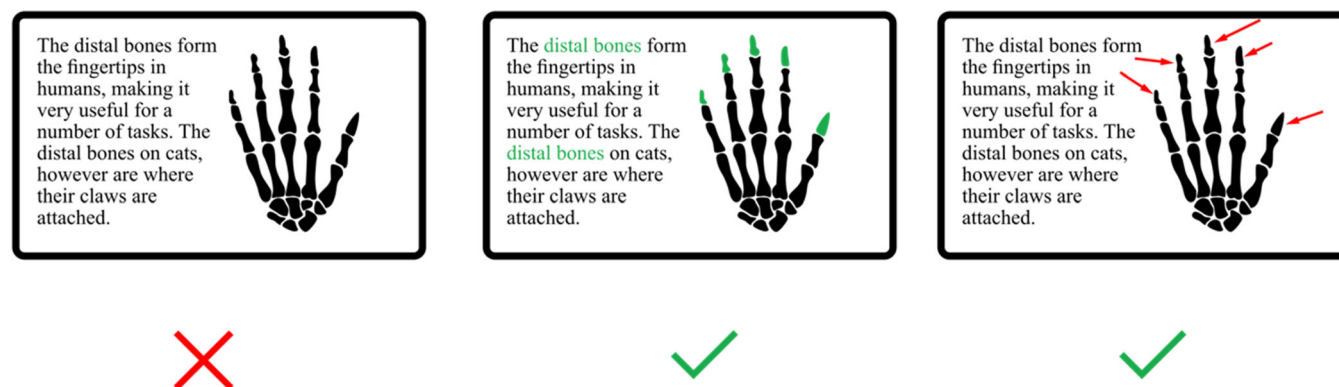 The distal bones form
the fingertips in
humans, making it
very useful for a
number of tasks. The
distal bones on cats,
however are where
their claws are
attached.
The distal bones form
the fingertips in
humans, making it
very useful for a
number of tasks. The
distal bones on cats,
however are where
their claws are
attached.
The distal bones form
the fingertips in
humans, making it
very useful for a
number of tasks. The
distal bones on cats,
however are where
their claws are
attached.